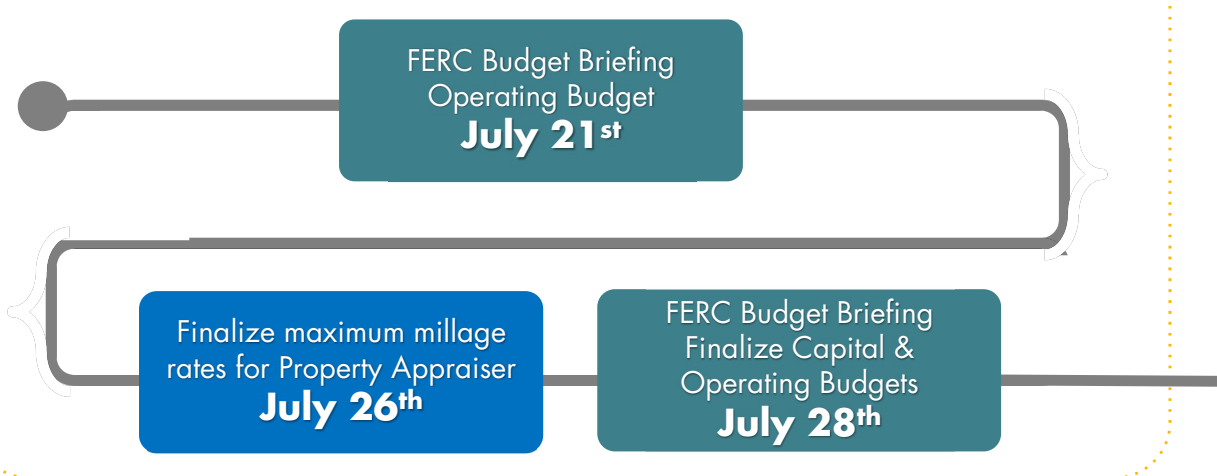 FERC Budget Briefing
Operating Budget
July 21st
Finalize maximum millage
rates for Property Appraiser
July 26th
FERC Budget Briefing
Finalize Capital &
Operating Budgets
July 28th